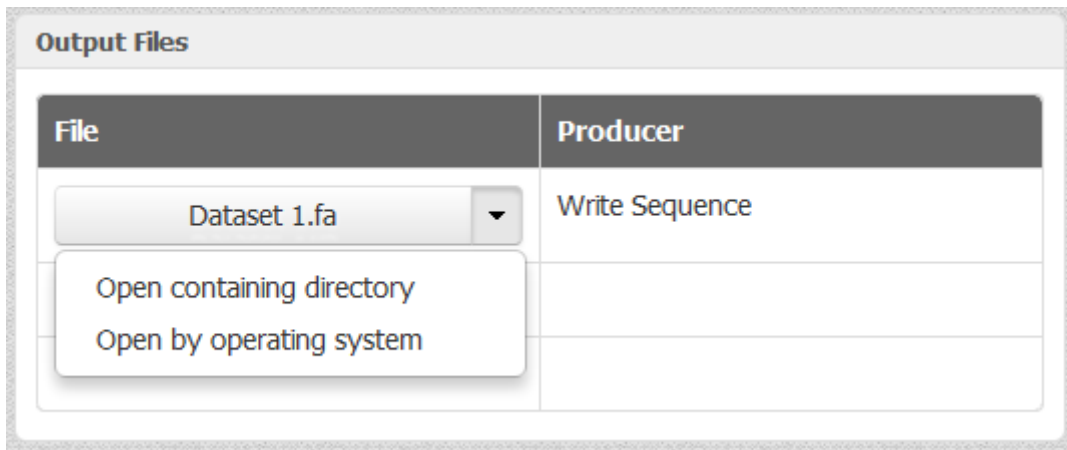 Output Files
File
Producer
Dataset 1.fa
Write Sequence
Open containing directory
Open by operating system